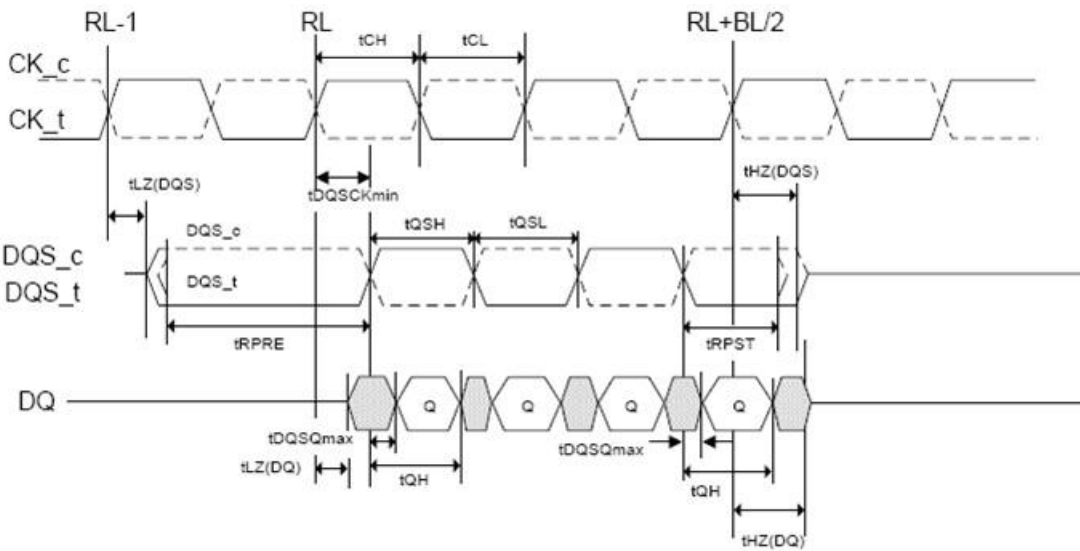 RL-1 RL RL+BL/2
tCH tCL
CK_c
CK_t
tLZ(DQS) tDQSCKmin tHZ(DQS)
DQS_c tQSH tQSL
DQS_c
DQS_t
DQS_t
tRPRE tRPST
DQ Q Q Q Q
tDQSQmax tDQSQmax
tLZ(DQ) tQH tQH
tHZ(DQ)